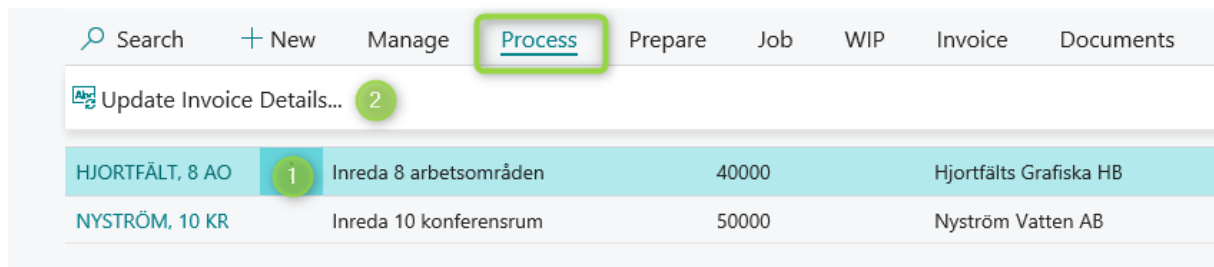 Search New Manage Process Prepare Job WIP Invoice Documents
Update Invoice Details... 2
HJORTFÄLT, 8 AO 1 Inreda 8 arbetsområden 40000 Hjortfälts Grafiska HB
NYSTRÖM, 10 KR Inreda 10 konferensrum 50000 Nyström Vatten AB